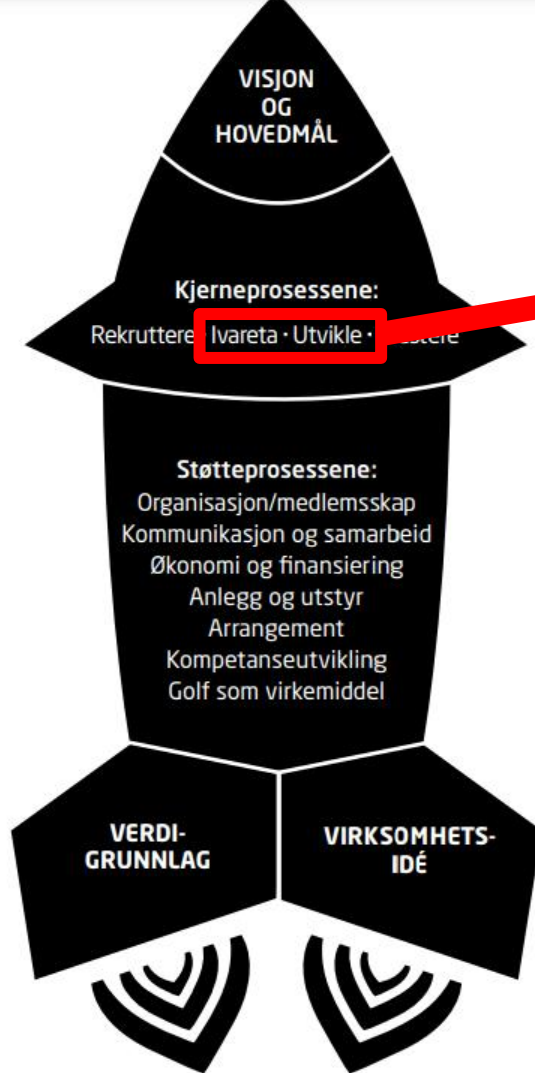 VISJON
OG
HOVEDMÅL
Kjerneprosessene:
Rekruttere Ivareta · Utvikle ·
Støtteprosessene:
Organisasjon/medlemsskap
Kommunikasjon og samarbeid
Økonomi og finansiering
Anlegg og utstyr
Arrangement
Kompetanseutvikling
Golf som virkemiddel
VERDI-
GRUNNLAG
VIRKSOMHETS-
IDÉ